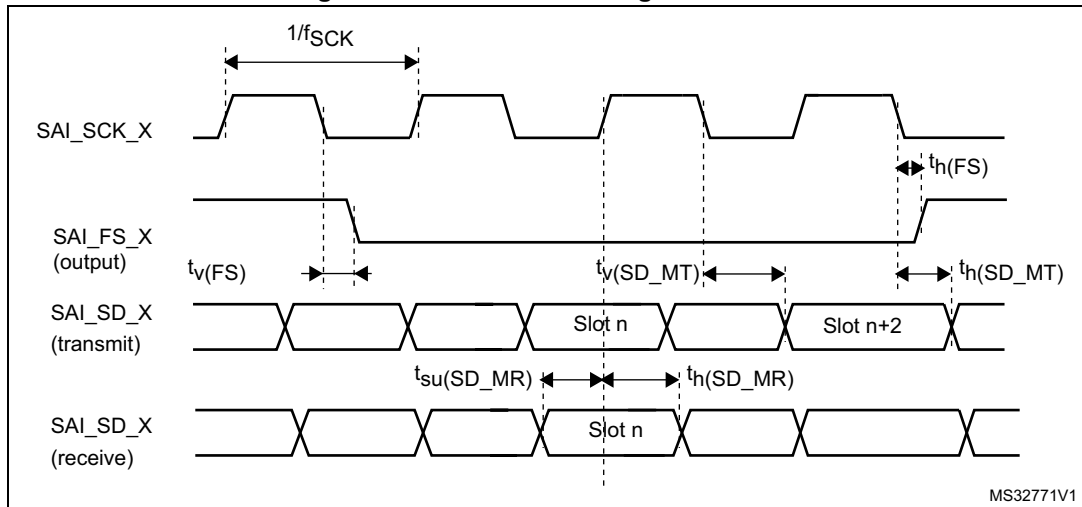 1/fSCK
SAI_SCK_X
th(FS)
SAI_FS_X
(output)
tv(FS)
tv(SD_MT)
th(SD_MT)
SAI_SD_X
(transmit)
Slot n
Slot n+2
tsu(SD_MR)
th(SD_MR)
SAI_SD_X
(receive)
Slot n
MS32771V1